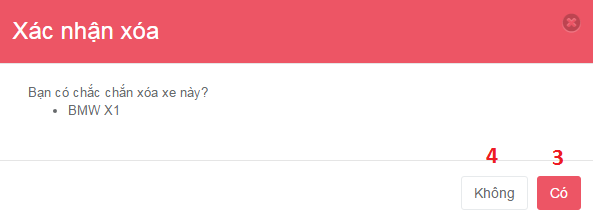 Xác nhận xóa
Bạn có chắc chắn xóa xe này?
• BMW X1
4 3
Không Có